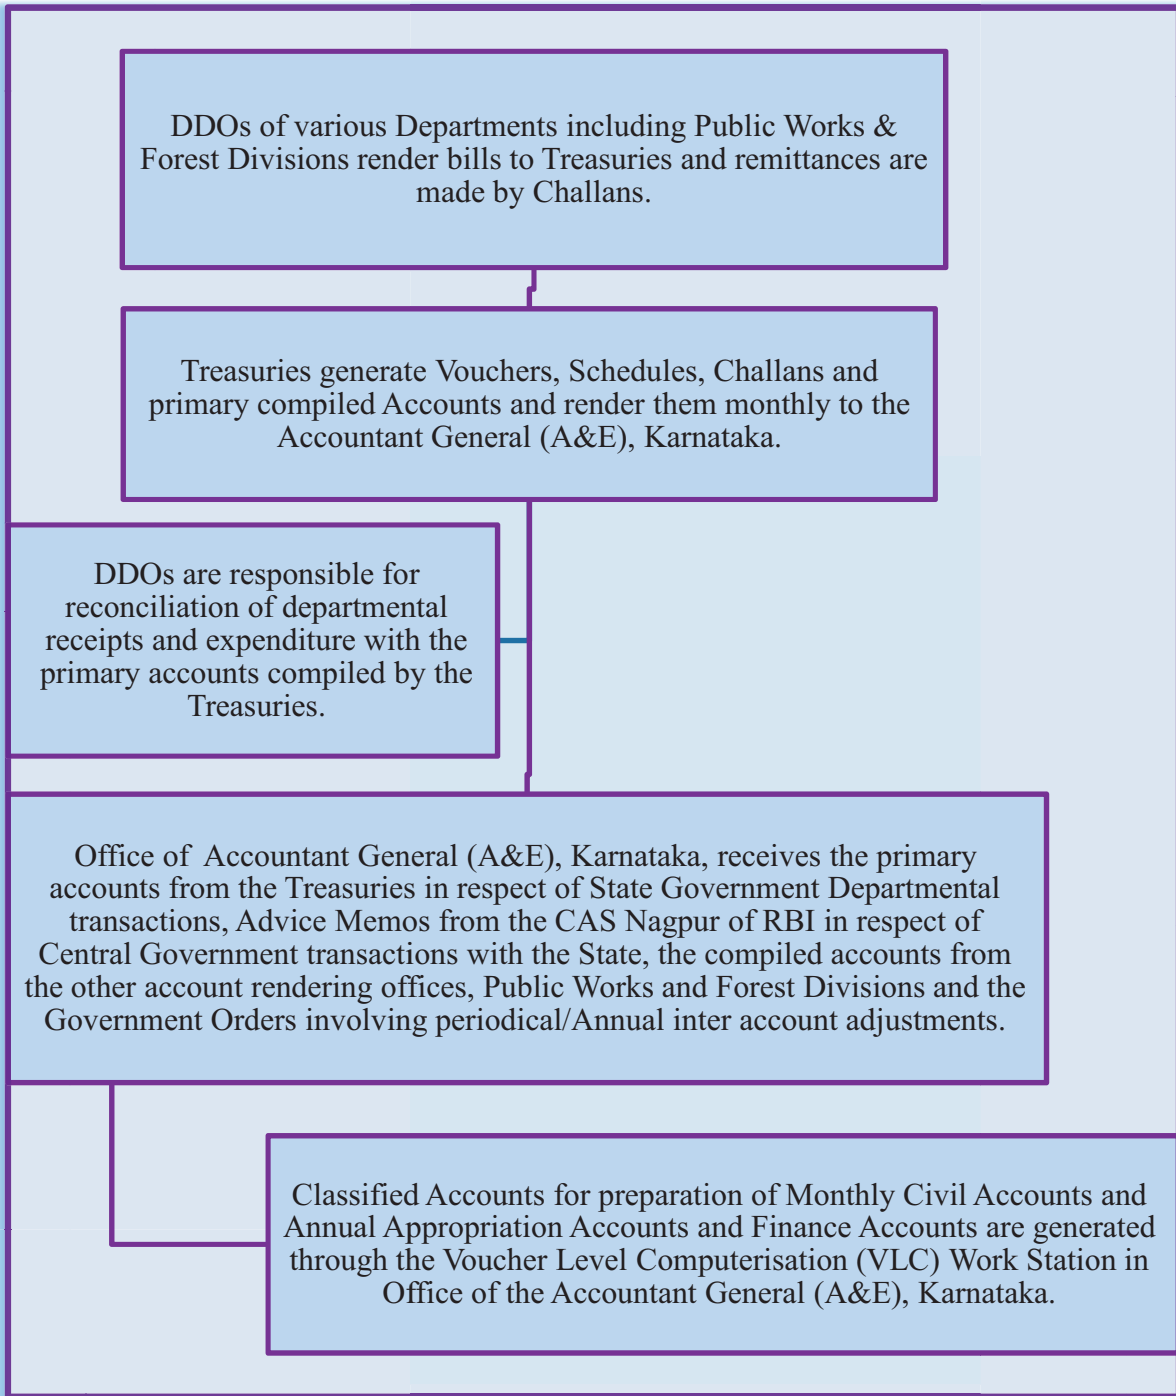 DDOs of various Departments including Public Works &
Forest Divisions render bills to Treasuries and remittances are
made by Challans.
Treasuries generate Vouchers, Schedules, Challans and
primary compiled Accounts and render them monthly to the
Accountant General (A&E), Karnataka.
DDOs are responsible for
reconciliation of departmental
receipts and expenditure with the
primary accounts compiled by the
Treasuries.
Office of Accountant General (A&E), Karnataka, receives the primary
accounts from the Treasuries in respect of State Government Departmental
transactions, Advice Memos from the CAS Nagpur of RBI in respect of
Central Government transactions with the State, the compiled accounts from
the other account rendering offices, Public Works and Forest Divisions and the
Government Orders involving periodical/Annual inter account adjustments.
Classified Accounts for preparation of Monthly Civil Accounts and
Annual Appropriation Accounts and Finance Accounts are generated
through the Voucher Level Computerisation (VLC) Work Station in
Office of the Accountant General (A&E), Karnataka.